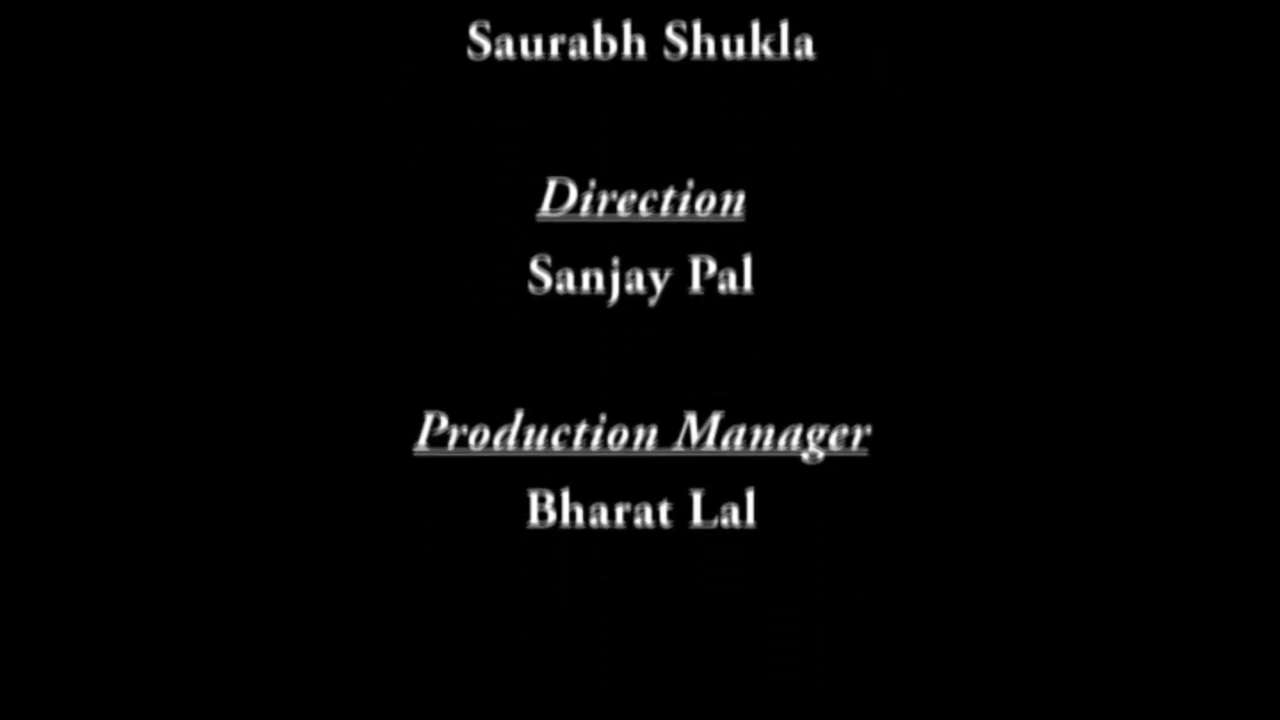 Saurabh Shukla
Direction
Sanjay Pal
Production Manager
Bharat Lal